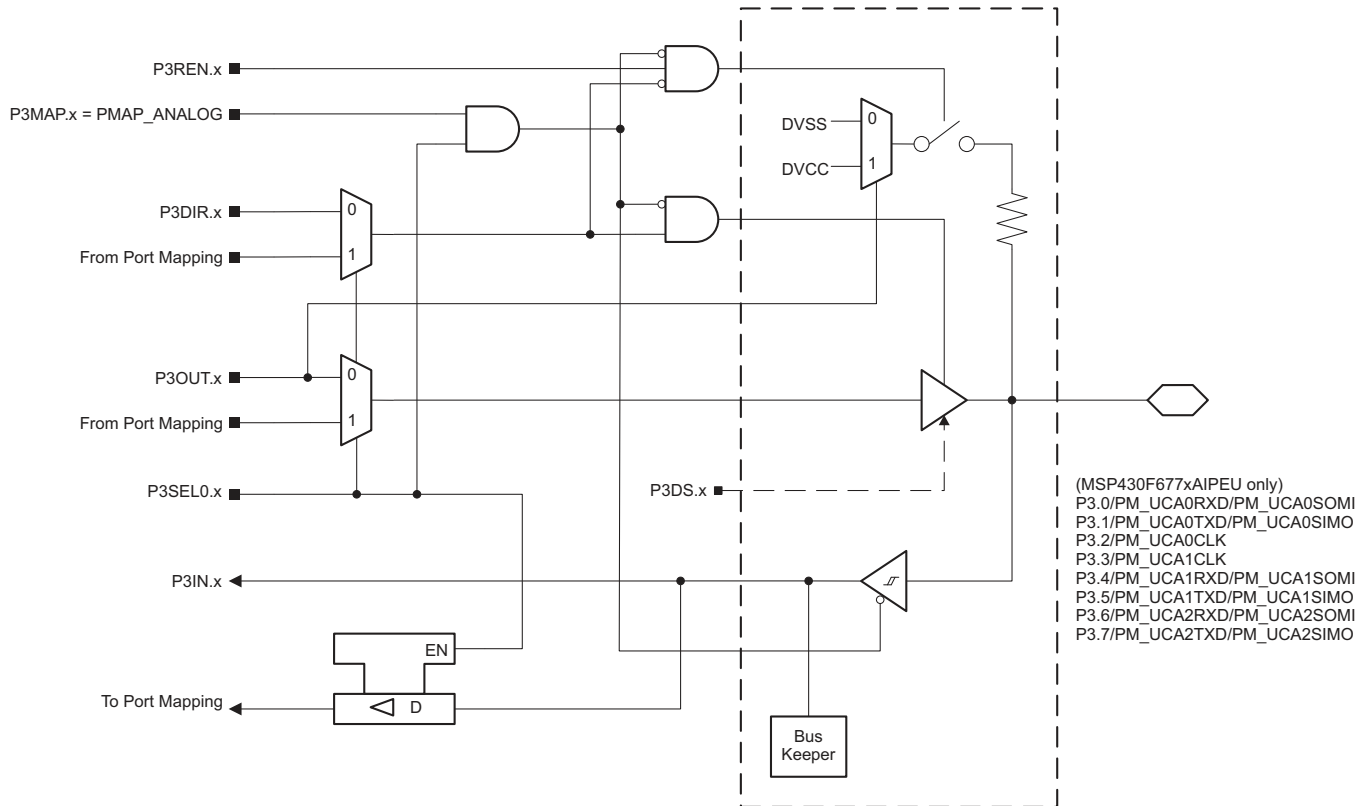 P3REN.x
P3MAP.x = PMAP_ANALOG
DVSS
0
DVCC
1
P3DIR.x
0
From Port Mapping
1
P3OUT.x
0
From Port Mapping
1
P3SEL0.x
P3DS.x
(MSP430F677xAIPEU only)
P3.0/PM_UCA0RXD/PM_UCA0SOMI
P3.1/PM_UCA0TXD/PM_UCA0SIMO
P3.2/PM_UCA0CLK
P3.3/PM_UCA1CLK
P3.4/PM_UCA1RXD/PM_UCA1SOMI
P3.5/PM_UCA1TXD/PM_UCA1SIMO
P3.6/PM_UCA2RXD/PM_UCA2SOMI
P3.7/PM_UCA2TXD/PM_UCA2SIMO
P3IN.x
EN
To Port Mapping
D
Bus
Keeper